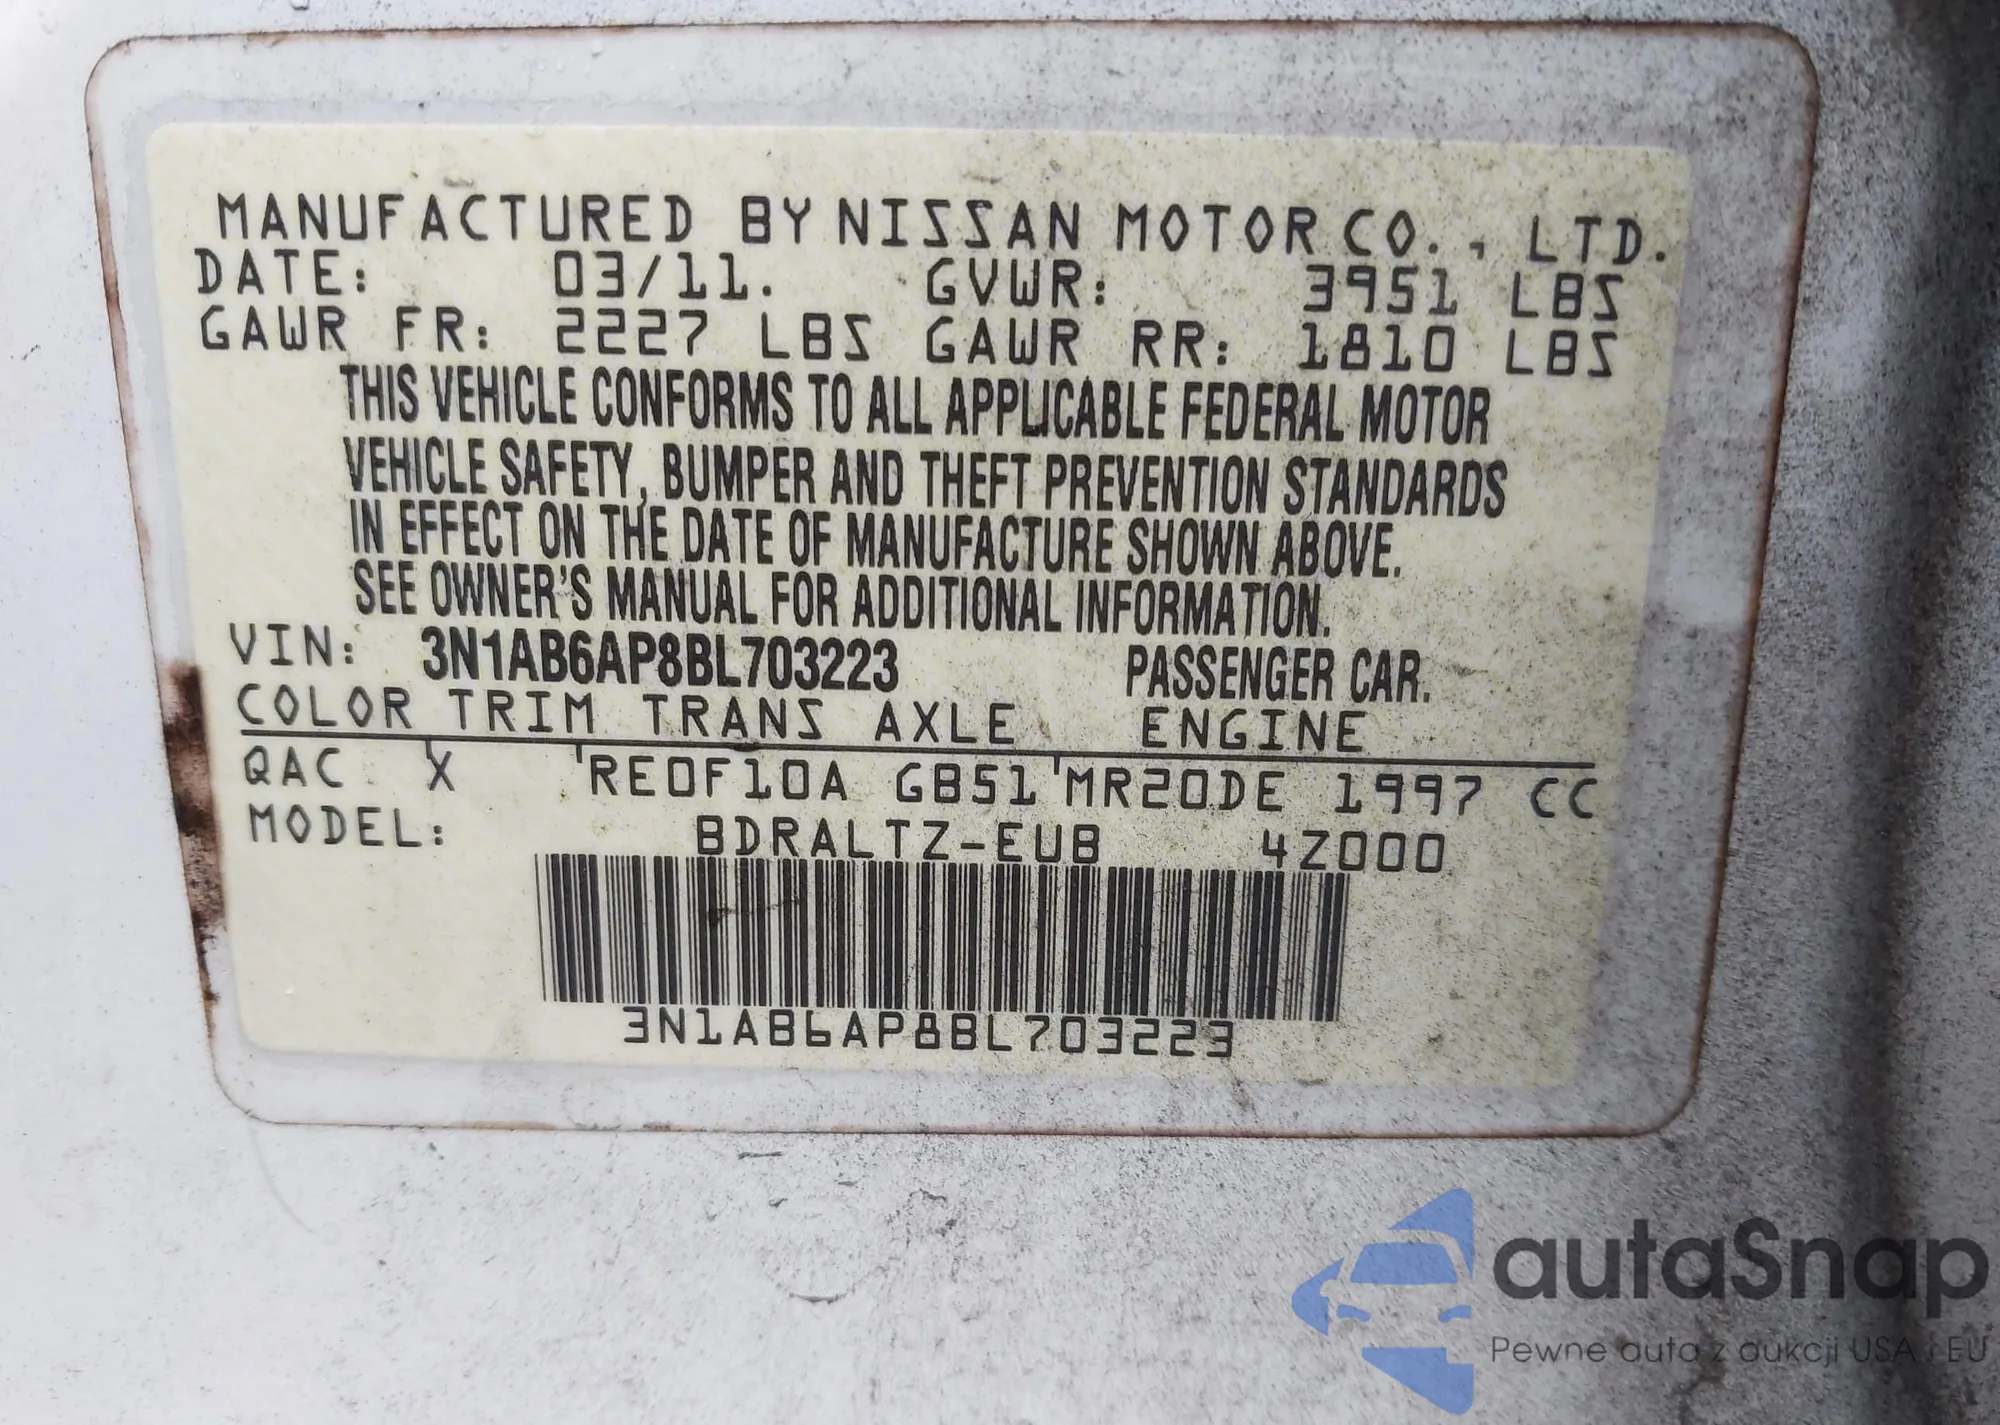 MANUFACTURED BY NISSAN MOTOR CO., LTD.
DATE: 03/11. GVWR: 3951 LBS
GAWR FR: 2227 LBS GAWR RR: 1810 LBS
THIS VEHICLE CONFORMS TO ALL APPLICABLE FEDERAL MOTOR
VEHICLE SAFETY, BUMPER AND THEFT PREVENTION STANDARDS
IN EFFECT ON THE DATE OF MANUFACTURE SHOWN ABOVE.
SEE OWNER'S MANUAL FOR ADDITIONAL INFORMATION.
VIN: 3N1AB6AP8BL703223 PASSENGER CAR.
COLOR TRIM TRANS AXLE ENGINE
QAC X RE0F10A GB51 MR20DE 1997 CC
MODEL: BDRALTZ-EUB 4Z000
3N1AB6AP8BL703223
autaSnap
Pewne auta z aukcji USA i EU